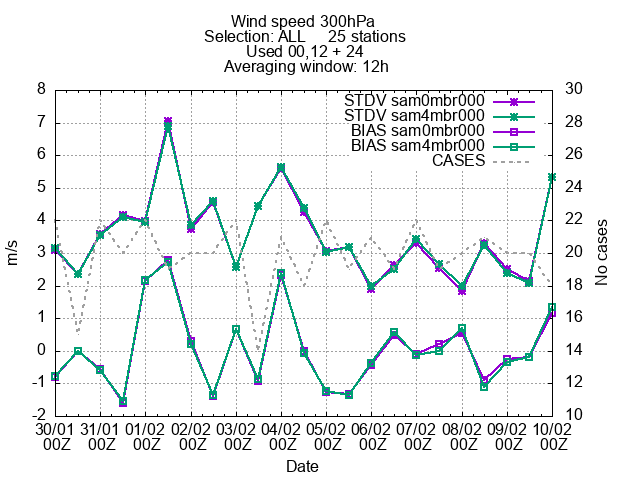 Wind speed 300hPa
Selection: ALL 25 stations
Used 00,12 + 24
Averaging window: 12h
STDV sam0mbr000
STDV sam4mbr000
BIAS sam0mbr000
BIAS sam4mbr000
CASES
8
7
6
5
4
3
2
1
0
-1
-2
m/s
30
28
26
24
22
20
18
16
14
12
10
No cases
30/01 31/01 01/02 02/02 03/02 04/02 05/02 06/02 07/02 08/02 09/02 10/02
00Z 00Z 00Z 00Z 00Z 00Z 00Z 00Z 00Z 00Z 00Z 00Z
Date